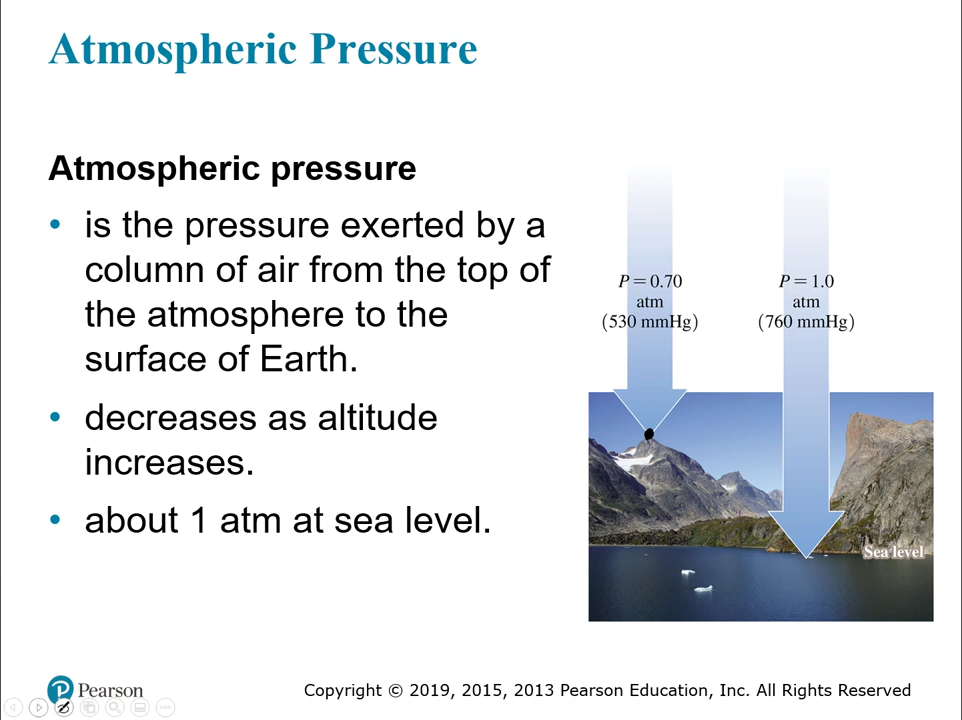 Atmospheric Pressure
Atmospheric pressure
• is the pressure exerted by a
column of air from the top of
the atmosphere to the
surface of Earth.
• decreases as altitude
increases.
• about 1 atm at sea level.
P = 0.70
atm
(530 mmHg)
P = 1.0
atm
(760 mmHg)
Sea level
Pearson
Copyright © 2019, 2015, 2013 Pearson Education, Inc. All Rights Reserved